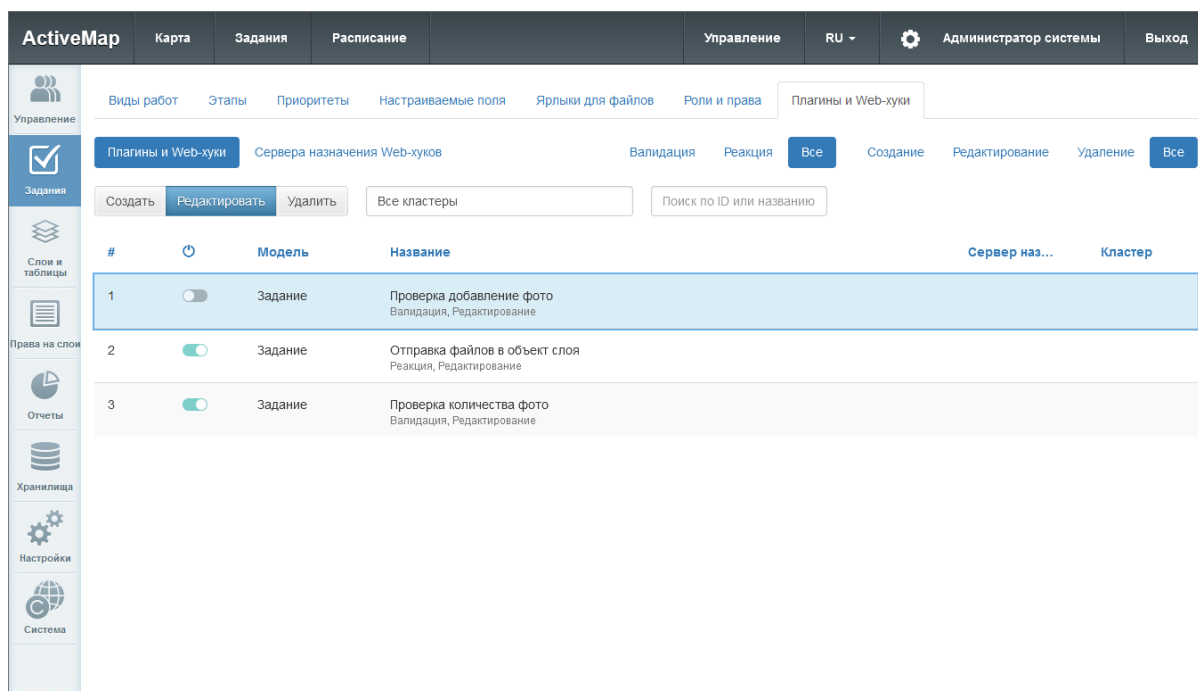 ActiveMap Карта Задания Расписание Управление RU Администратор системы Выход
Управление
Задания
Слои и
таблицы
Права на слои
Отчеты
Хранилища
Настройки
Система
Виды работ Этапы Приоритеты Настраиваемые поля Ярлыки для файлов Роли и права Плагины и Web-хуки
Плагины и Web-хуки Сервера назначения Web-хуков Валидация Реакция Все Создание Редактирование Удаление Все
Создать Редактировать Удалить Все кластеры Поиск по ID или названию
# Модель Название Сервер наз... Кластер
1 Задание Проверка добавление фото
Валидация, Редактирование
2 Задание Отправка файлов в объект слоя
Реакция, Редактирование
3 Задание Проверка количества фото
Валидация, Редактирование